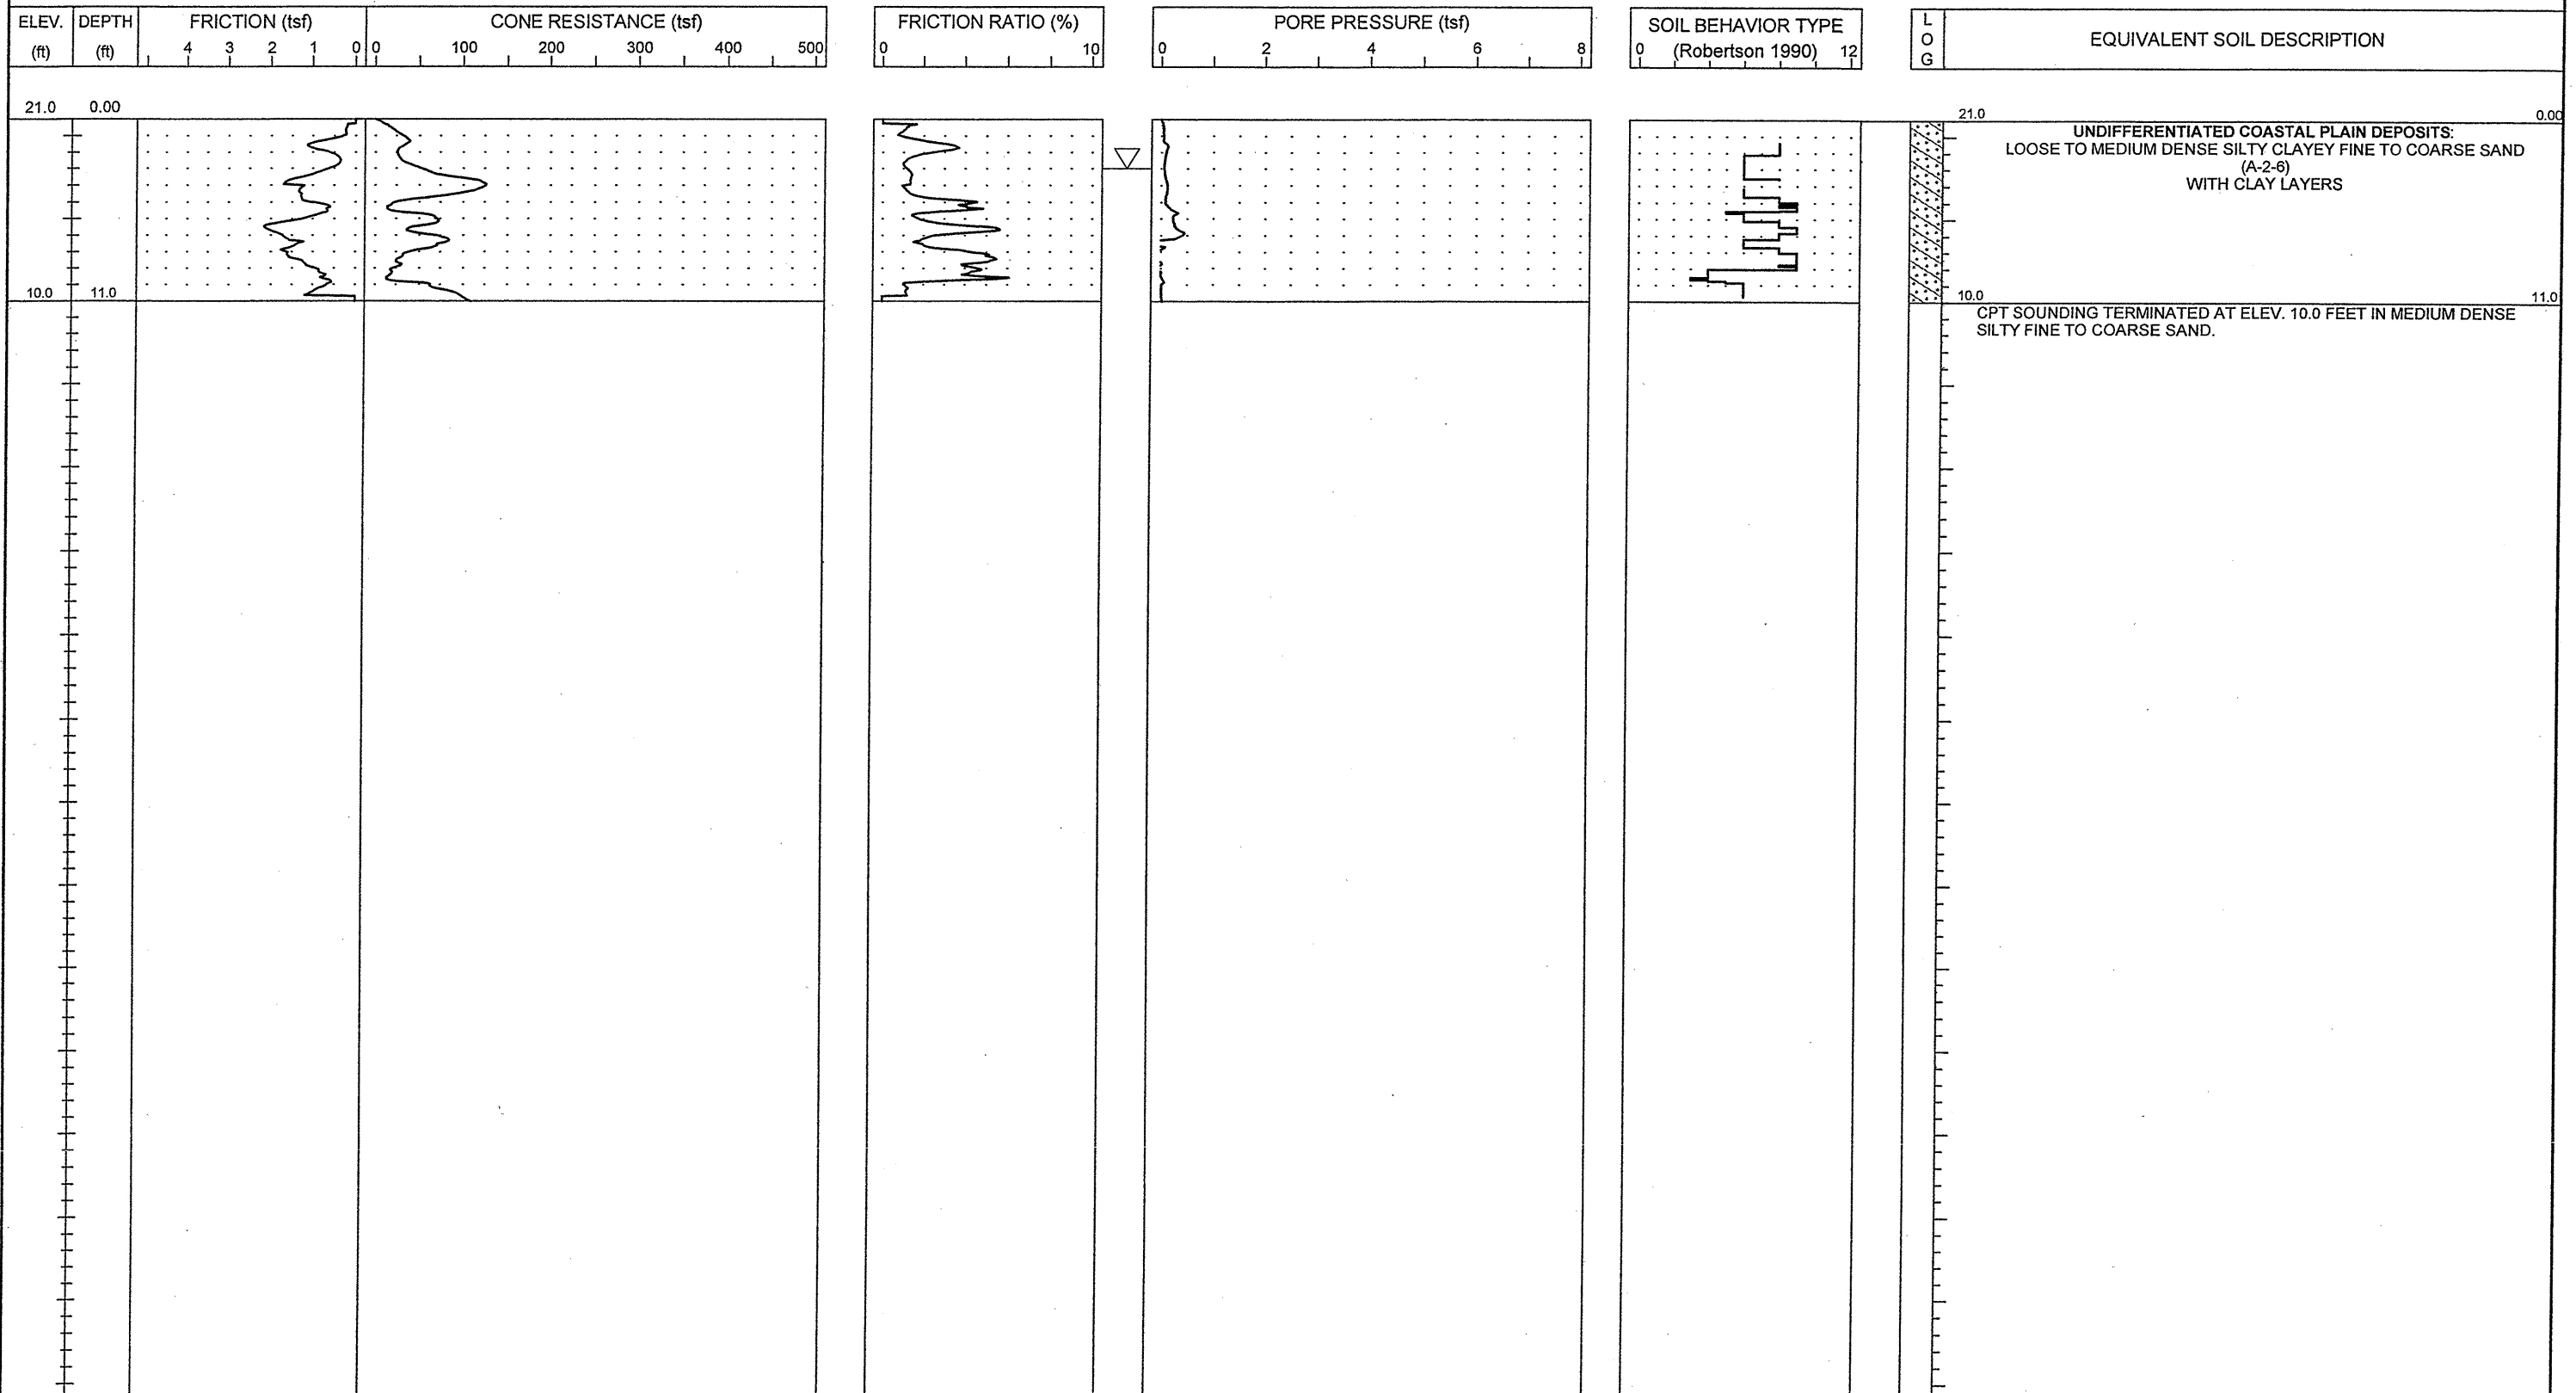 ELEV.
(ft)
DEPTH
(ft)
FRICTION (tsf)
4 3 2 1 0
CONE RESISTANCE (tsf)
0 100 200 300 400 500
FRICTION RATIO (%)
0 10
PORE PRESSURE (tsf)
0 2 4 6 8
SOIL BEHAVIOR TYPE
(Robertson 1990)
0 12
L
O
G
EQUIVALENT SOIL DESCRIPTION
21.0 0.00
21.0 0.00
UNDIFFERENTIATED COASTAL PLAIN DEPOSITS:
LOOSE TO MEDIUM DENSE SILTY CLAYEY FINE TO COARSE SAND
(A-2-6)
WITH CLAY LAYERS
10.0 11.0
10.0 11.0
CPT SOUNDING TERMINATED AT ELEV. 10.0 FEET IN MEDIUM DENSE
SILTY FINE TO COARSE SAND.